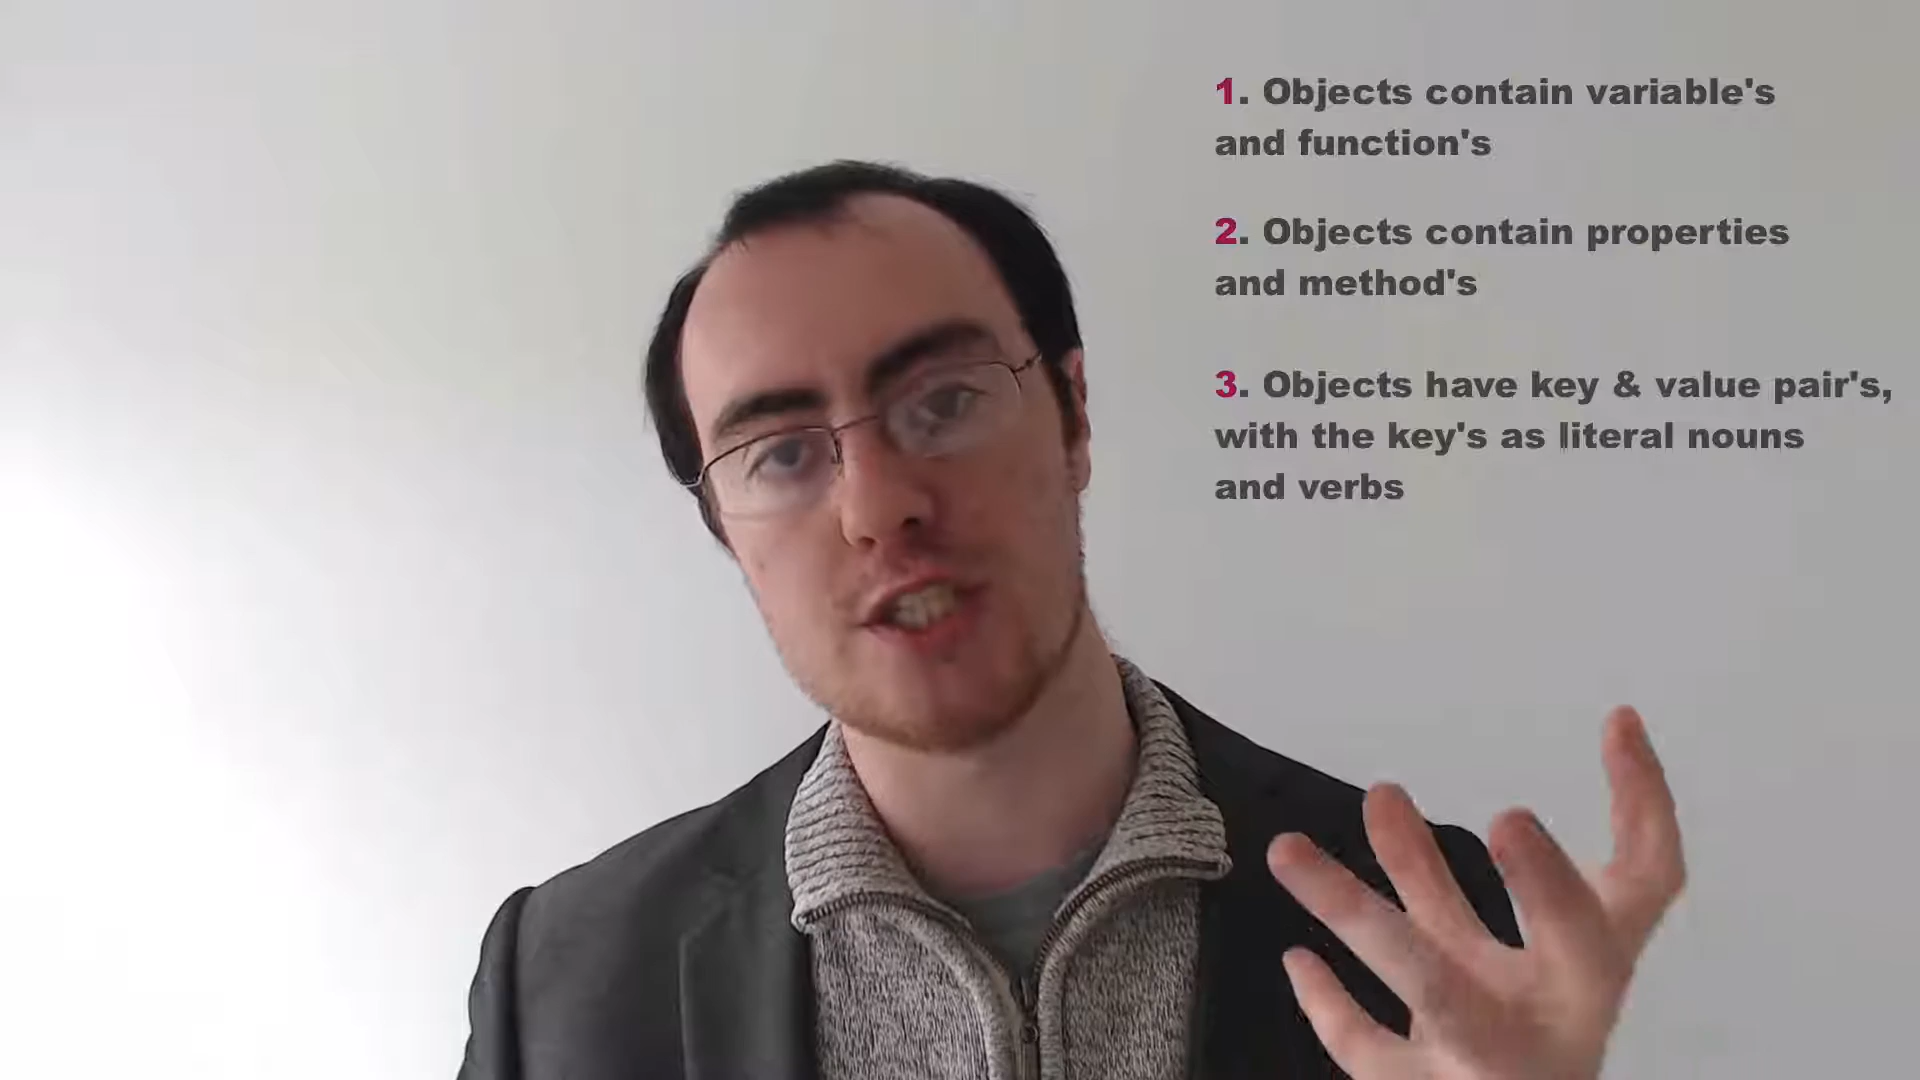 1. Objects contain variable's
and function's
2. Objects contain properties
and method's
3. Objects have key & value pair's,
with the key's as literal nouns
and verbs